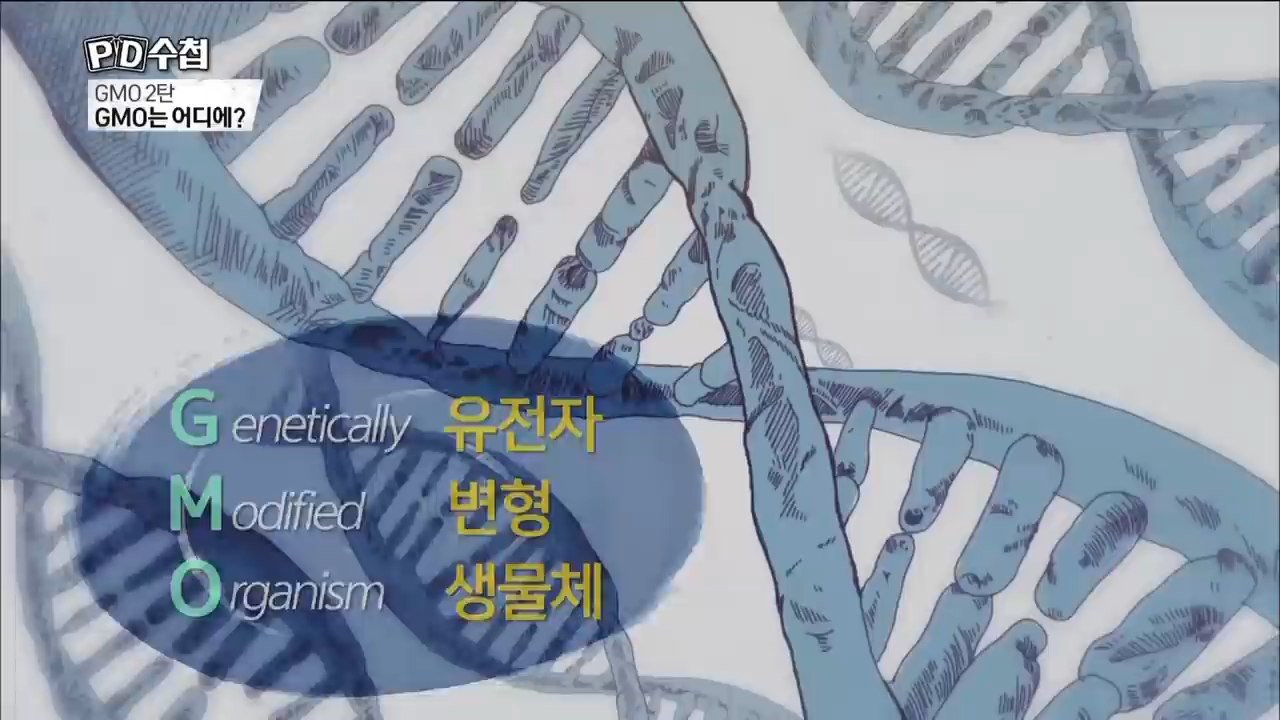 PD수첩
GMO 2탄
GMO는 어디에?
Genetically 유전자
Modified 변형
Organism 생물체